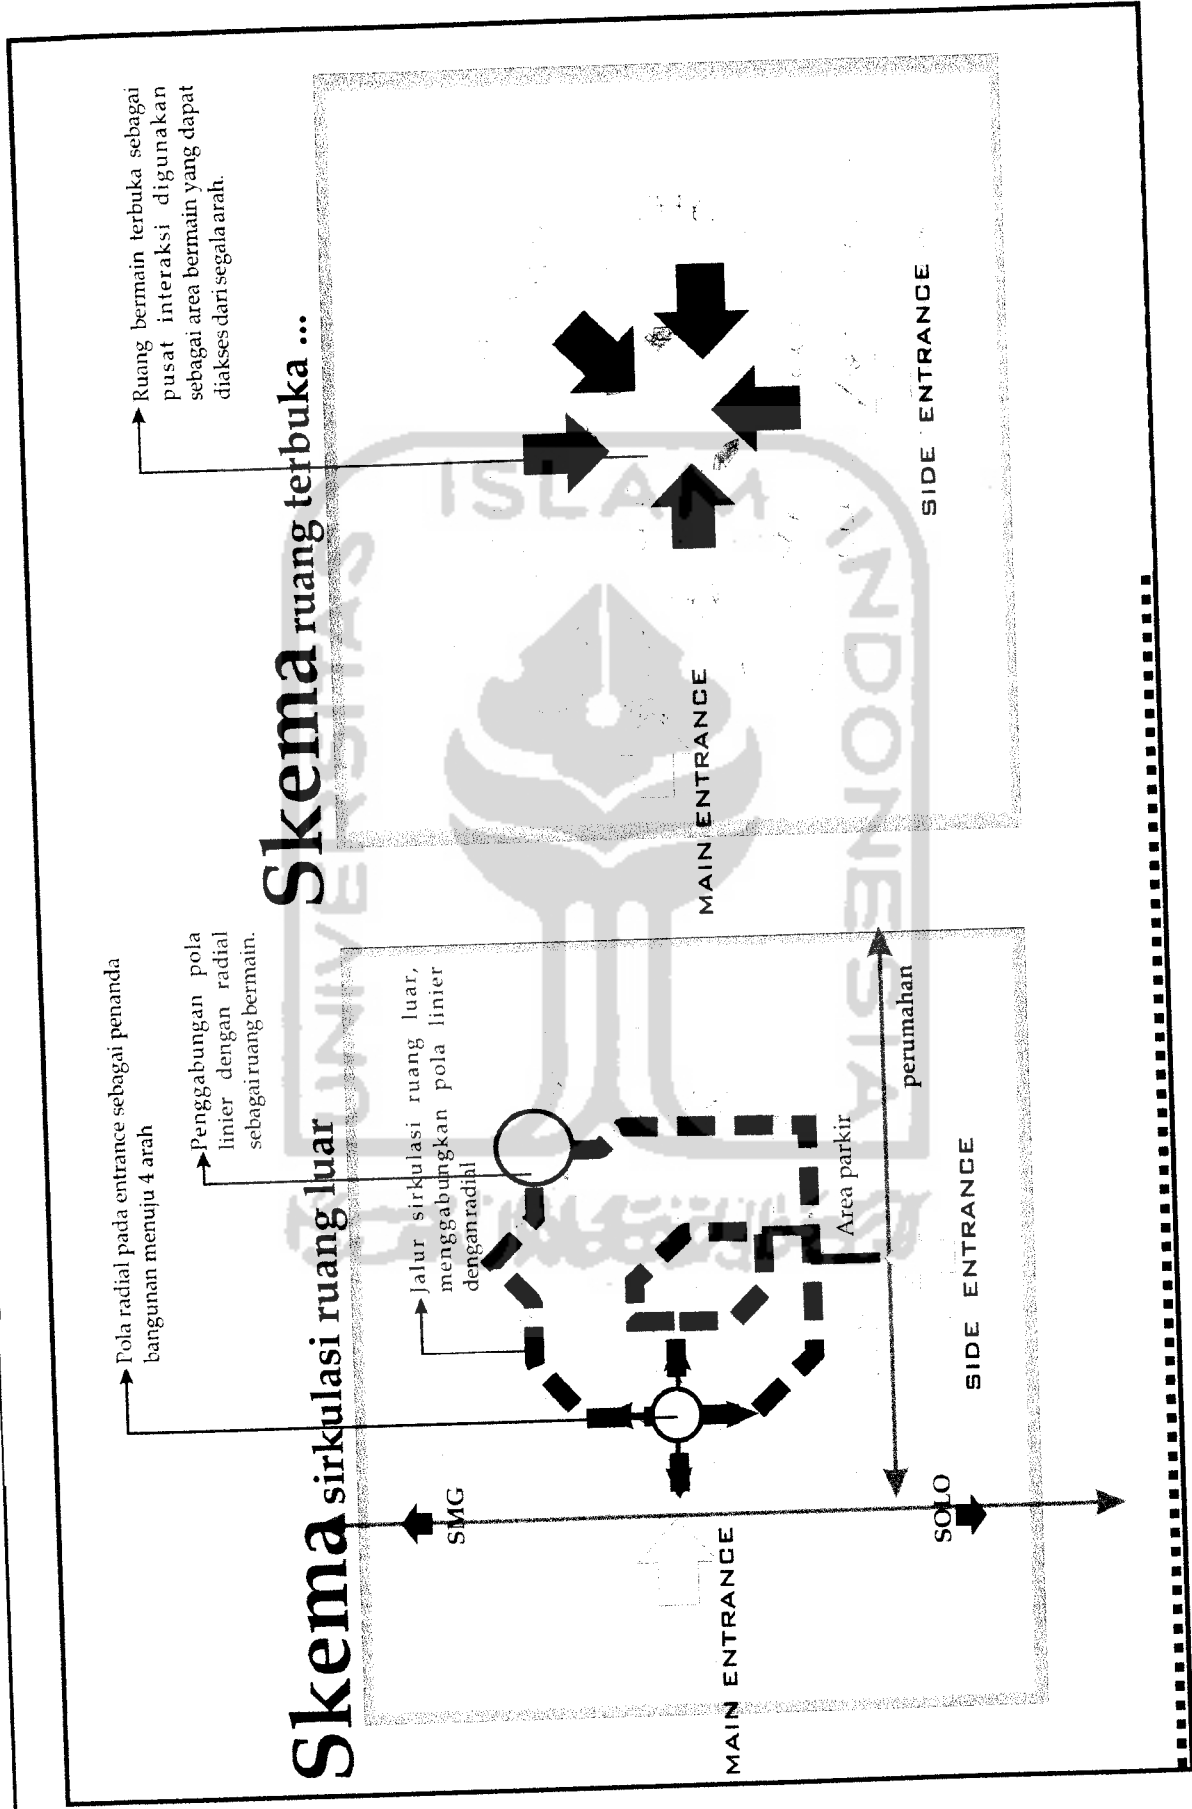 Skema sirkulasi ruang luar
Pola radial pada entrance sebagai penanda
bangunan menuju 4 arah
Penggabungan pola
linier dengan radial
sebagai ruang bermain.
Jalur sirkulasi ruang luar,
menggabungkan pola linier
dengan radial
SMG
SOLO
MAIN ENTRANCE
Area parkir
perumahan
SIDE ENTRANCE
Skema ruang terbuka ...
Ruang bermain terbuka sebagai
pusat interaksi digunakan
sebagai area bermain yang dapat
diakses dari segala arah.
MAIN ENTRANCE
SIDE ENTRANCE
UNIVERSITAS
ISLAM
INDONESIA